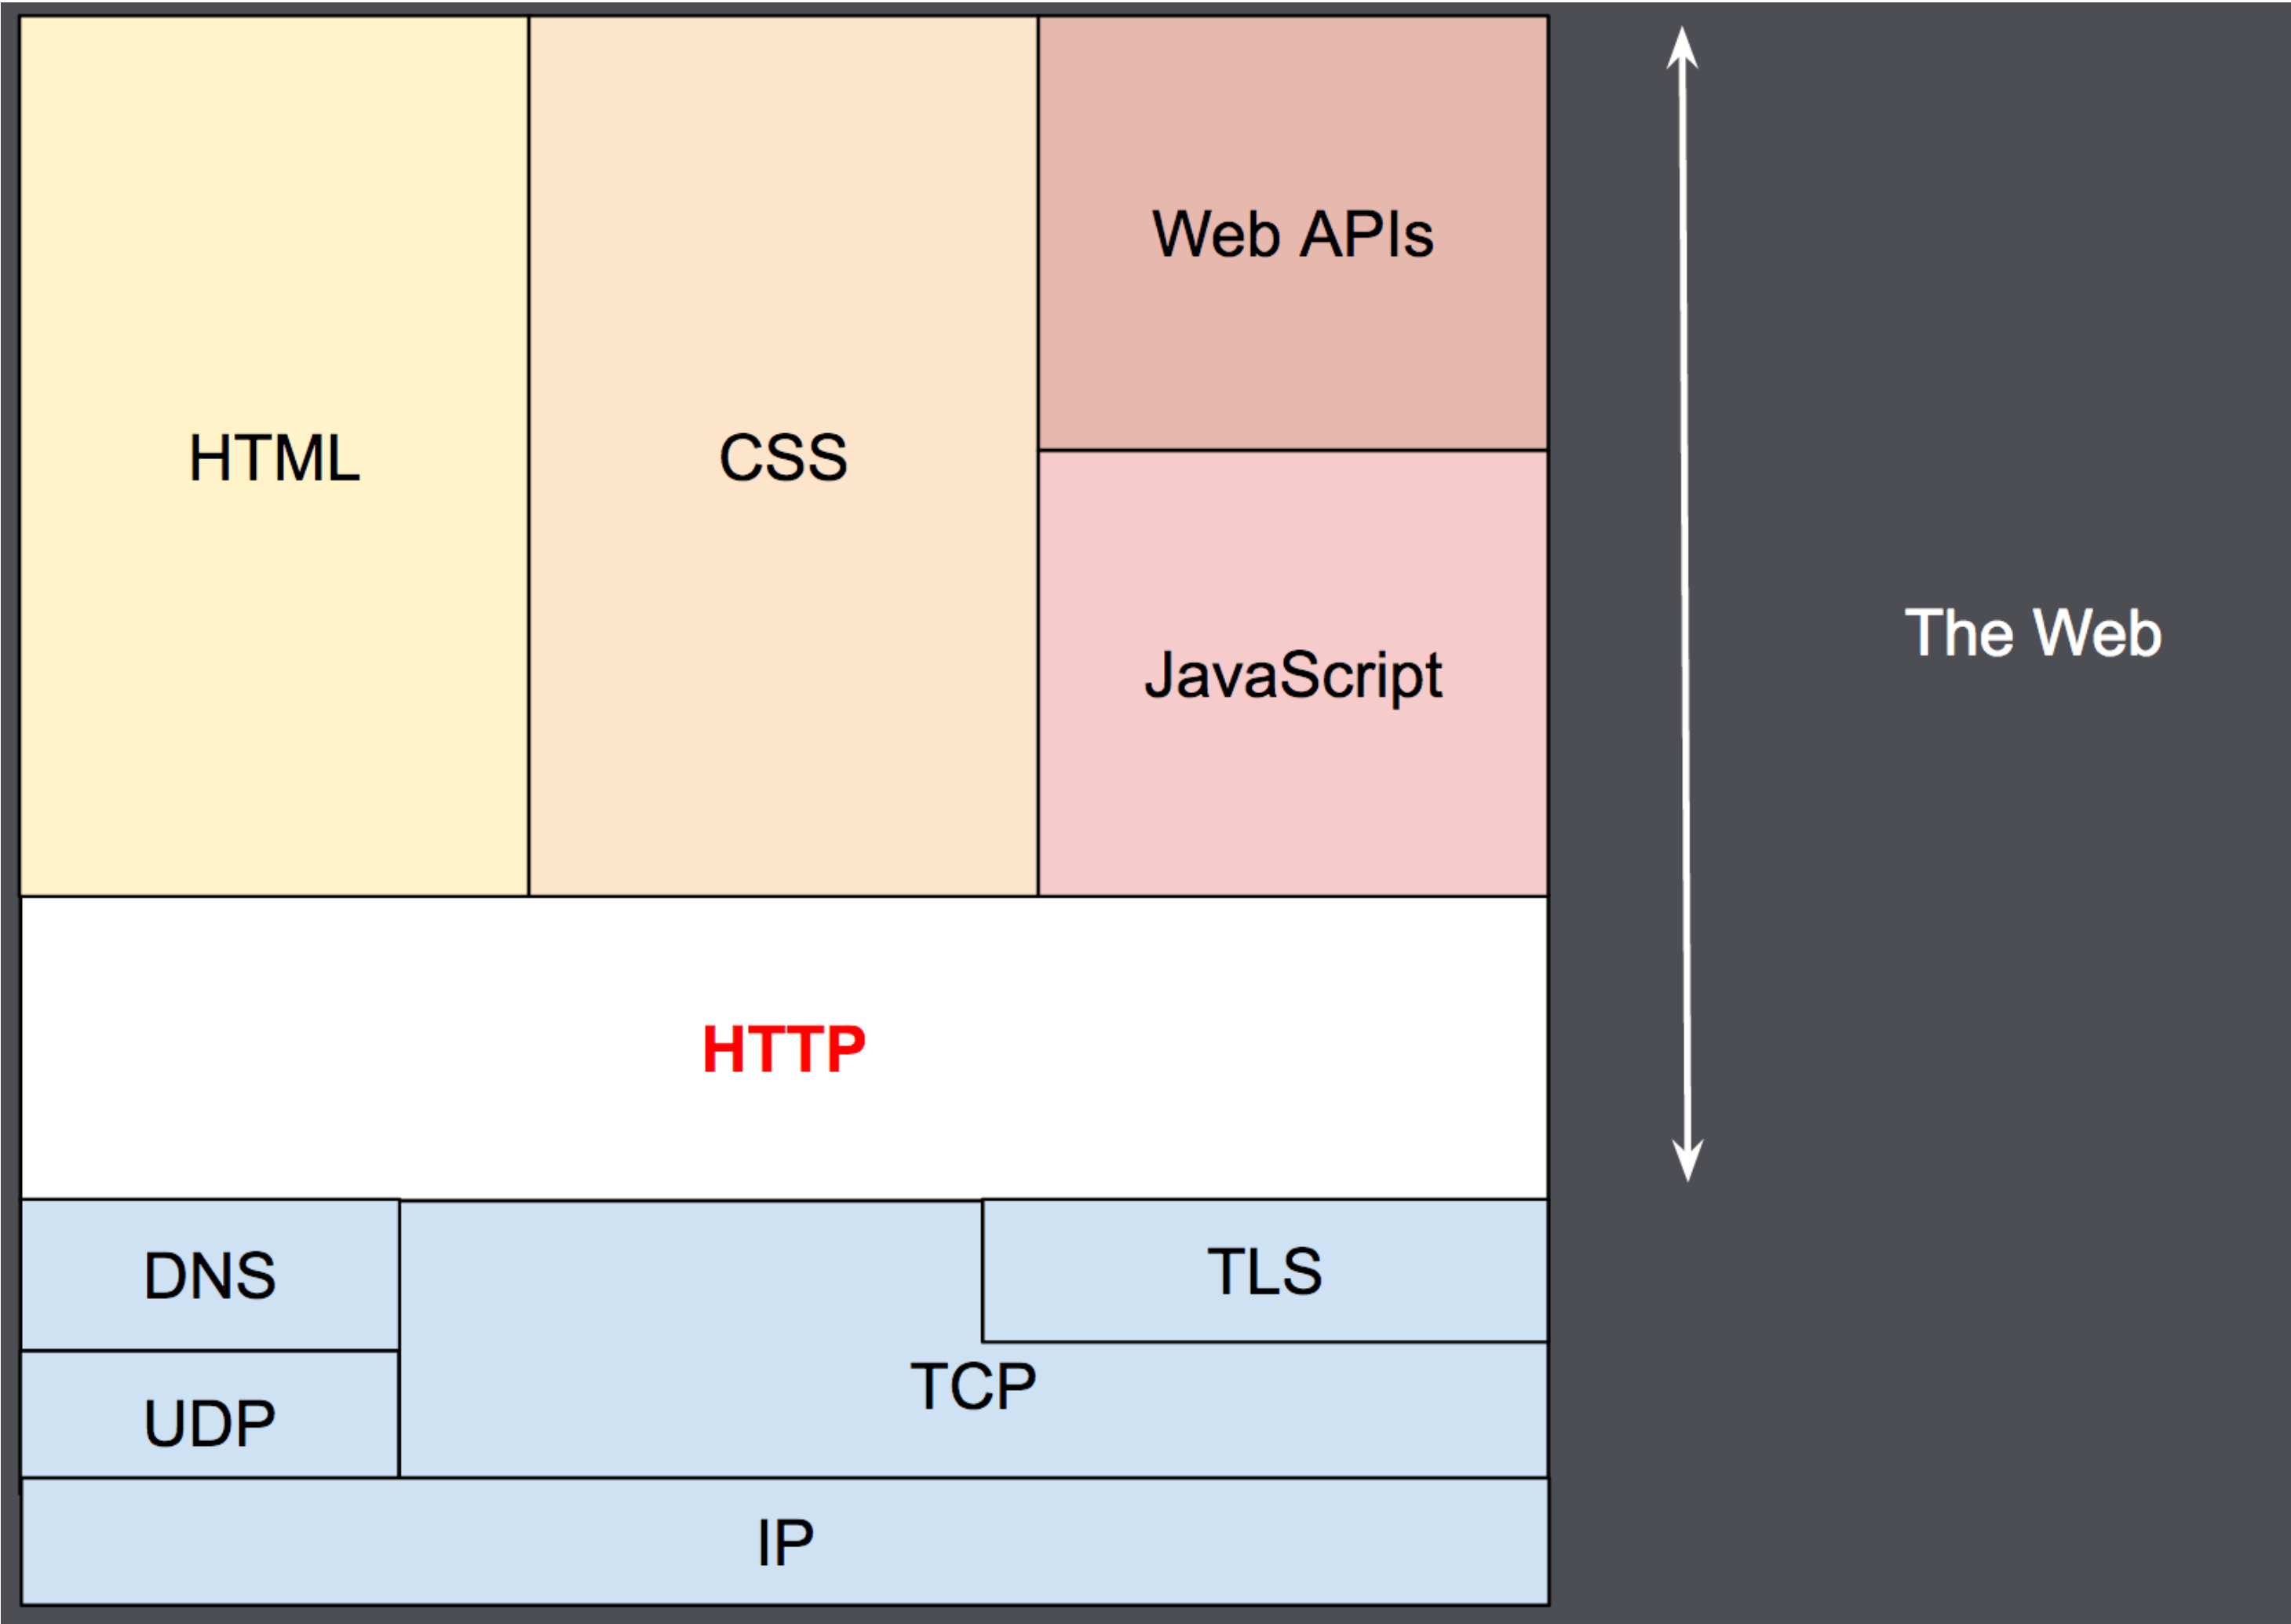 Web APIs
HTML
CSS
JavaScript
The Web
HTTP
DNS
TLS
TCP
UDP
IP